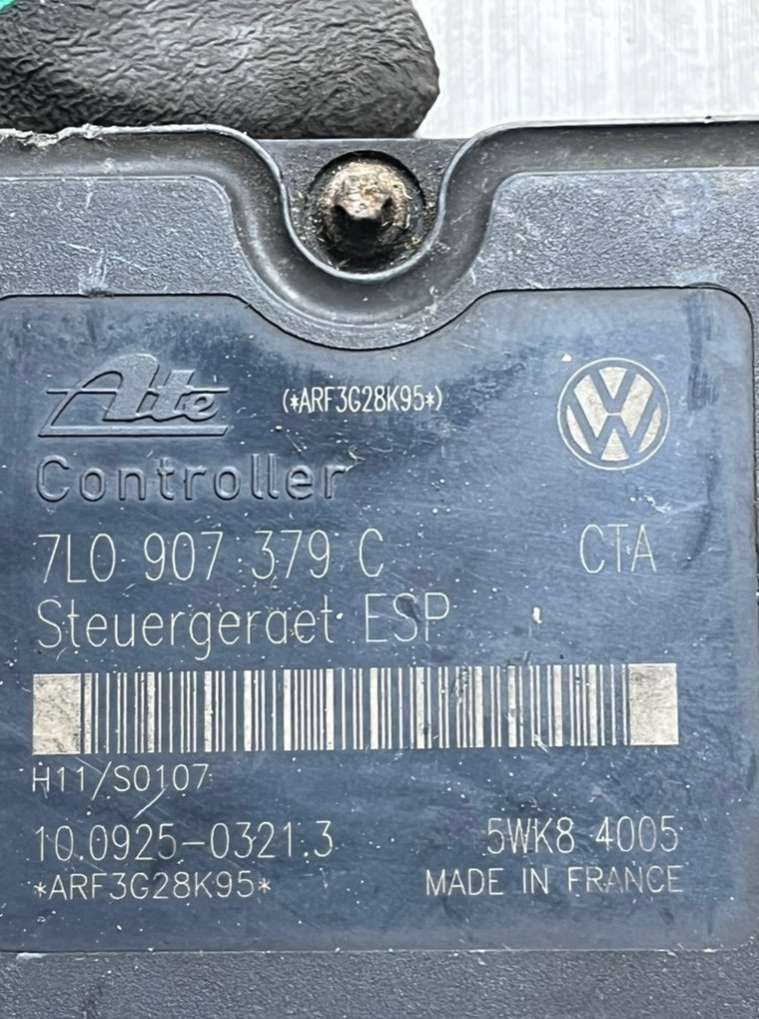 Ate
(*ARF3G28K95*)
Controller
7L0 907 379 C
CTA
Steuergeraet ESP
H11/S0107
10.0925-0321.3
5WK8 4005
*ARF3G28K95*
MADE IN FRANCE